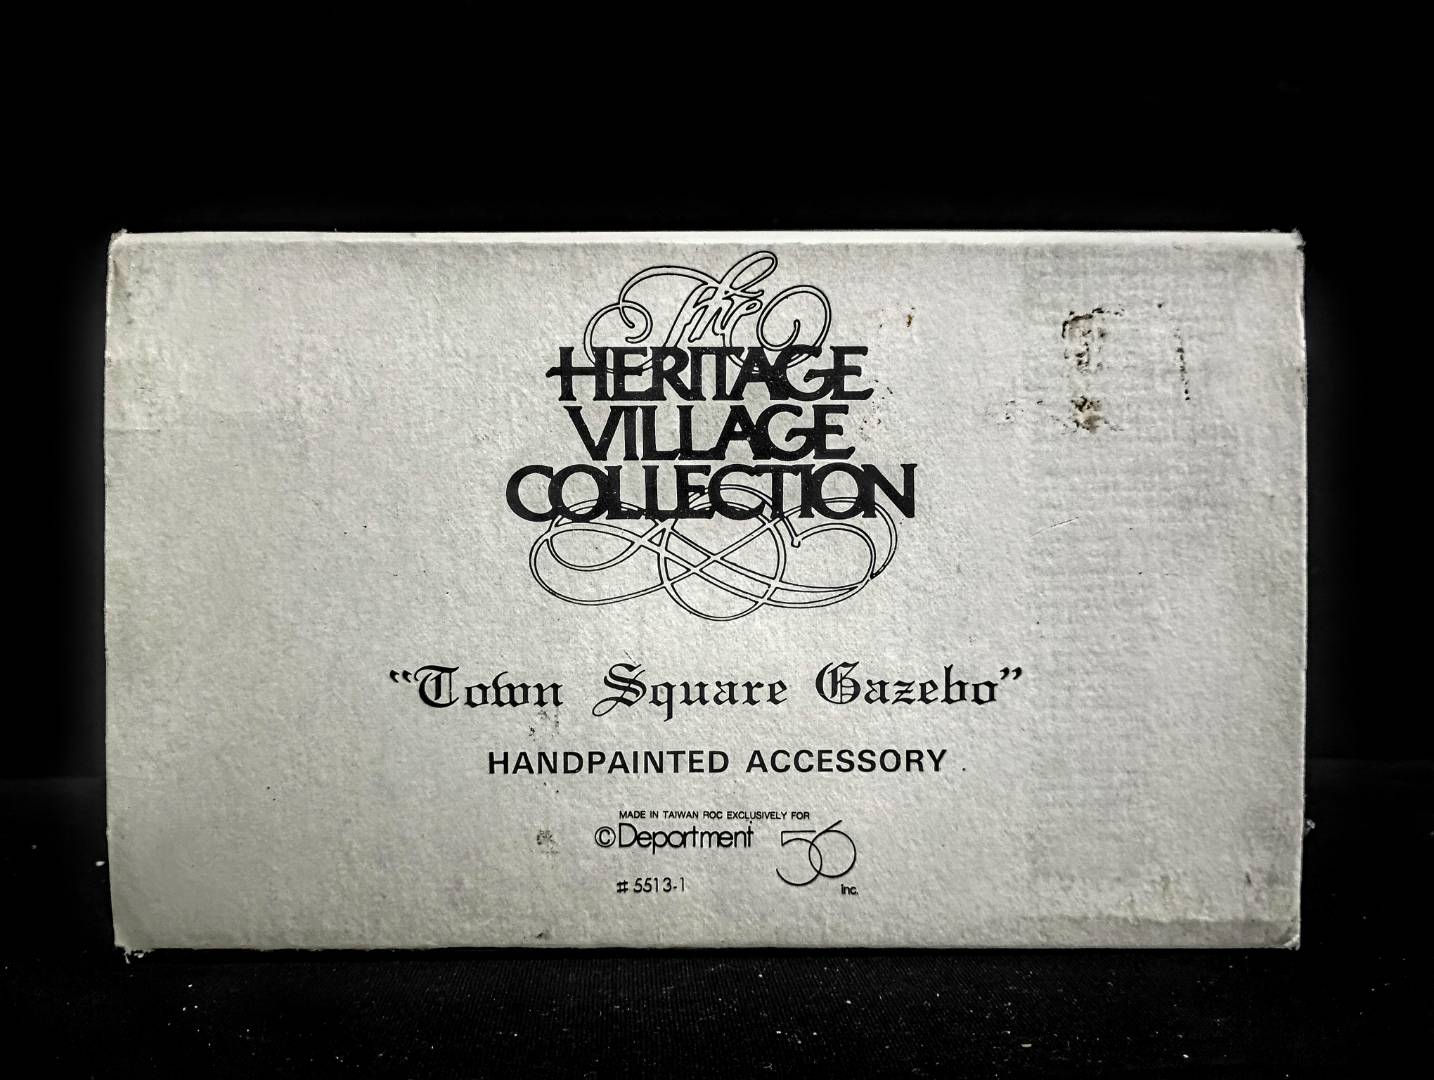 The
HERITAGE
VILLAGE
COLLECTION
“Town Square Gazebo”
HANDPAINTED ACCESSORY
MADE IN TAIWAN ROC EXCLUSIVELY FOR
©Department 56 Inc.
#5513-1